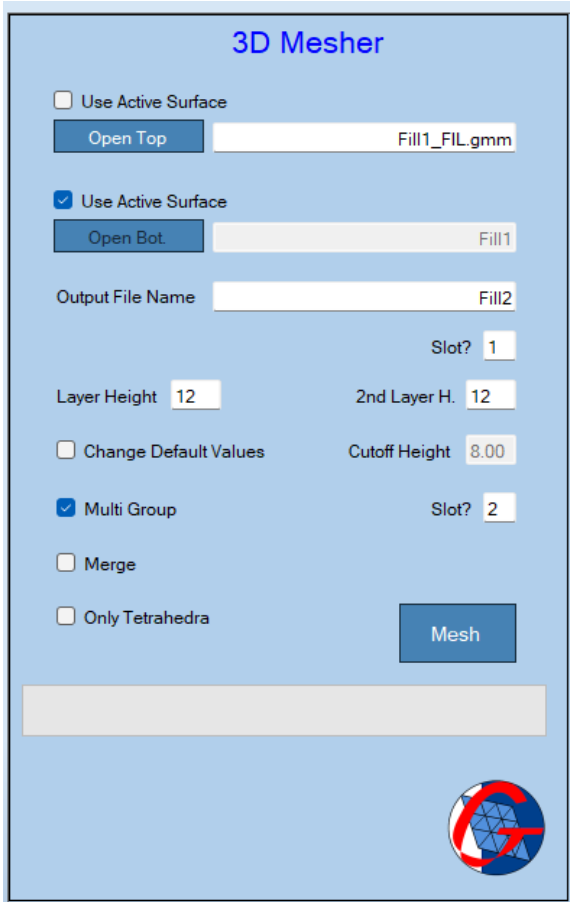 3D Mesher
Use Active Surface
Open Top Fill1_FIL.gmm
Use Active Surface
Open Bot. Fill1
Output File Name Fill2
Slot? 1
Layer Height 12 2nd Layer H. 12
Change Default Values Cutoff Height 8.00
Multi Group Slot? 2
Merge
Only Tetrahedra
Mesh